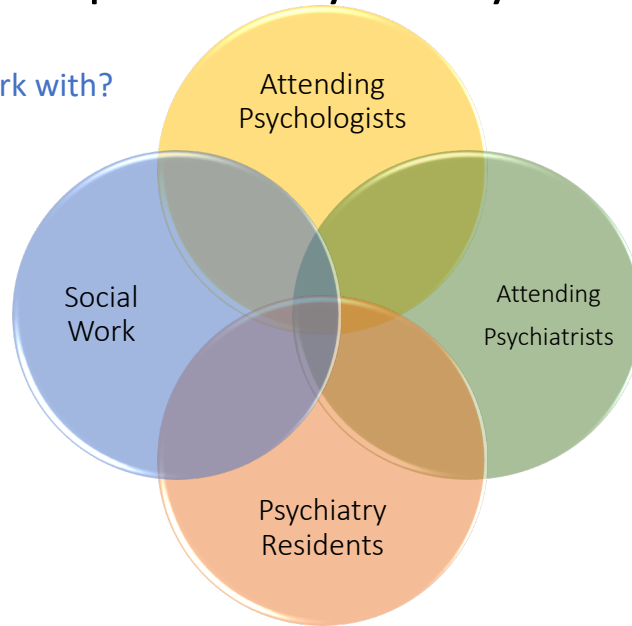 rk with?
Attending
Psychologists
Social
Work
Attending
Psychiatrists
Psychiatry
Residents